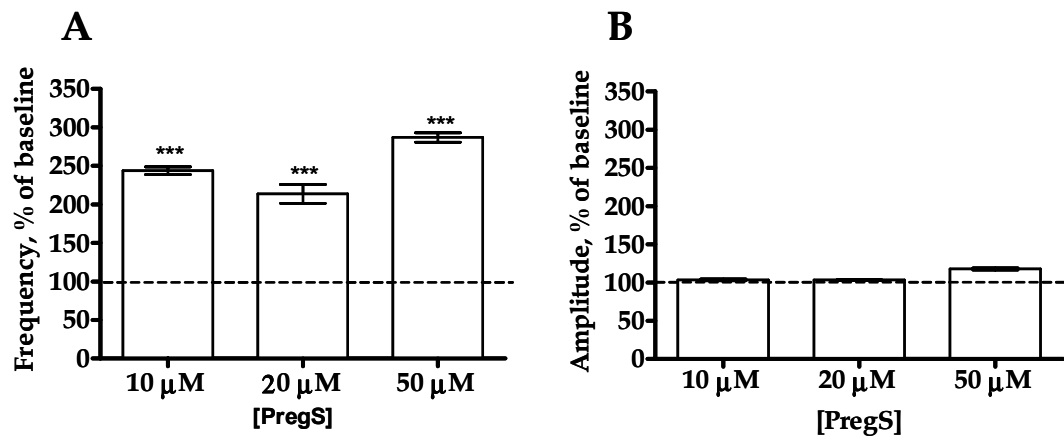 A
Frequency, % of baseline
350
300
250
200
150
100
50
0
***
***
***
10 μM
20 μM
50 μM
[PregS]
B
Amplitude, % of baseline
350
300
250
200
150
100
50
0
10 μM
20 μM
50 μM
[PregS]